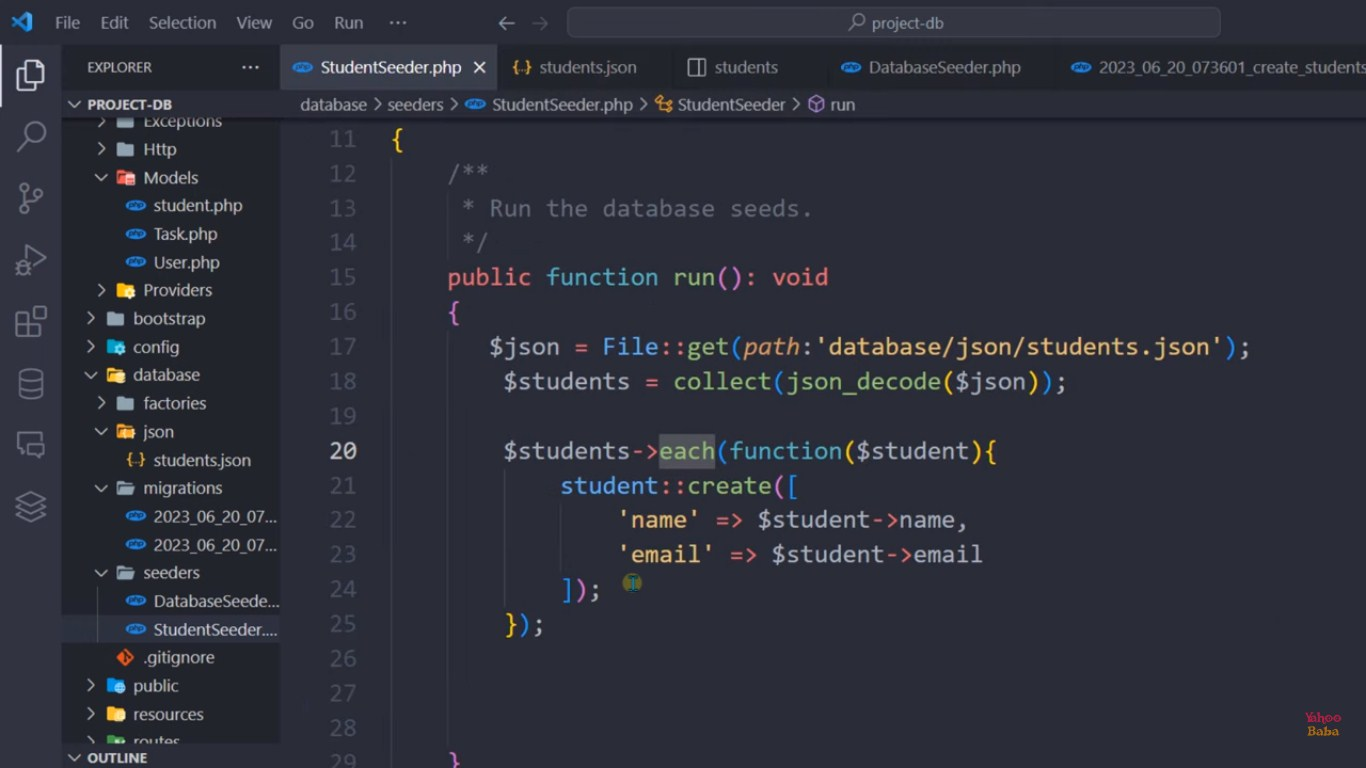 File Edit Selection View Go Run ··· project-db
EXPLORER ··· StudentSeeder.php students.json students DatabaseSeeder.php 2023_06_20_073601_create_students
PROJECT-DB database > seeders > StudentSeeder.php > StudentSeeder > run
Exceptions
Http
Models
student.php
Task.php
User.php
Providers
bootstrap
config
database
factories
json
students.json
migrations
2023_06_20_07...
2023_06_20_07...
seeders
DatabaseSeede...
StudentSeeder....
.gitignore
public
resources
routes
OUTLINE
11 {
12 /**
13 * Run the database seeds.
14 */
15 public function run(): void
16 {
17 $json = File::get(path:'database/json/students.json');
18 $students = collect(json_decode($json));
19
20 $students->each(function($student){
21 student::create([
22 'name' => $student->name,
23 'email' => $student->email
24 ]);
25 });
26
27
28
29 }
Yahoo
Baba